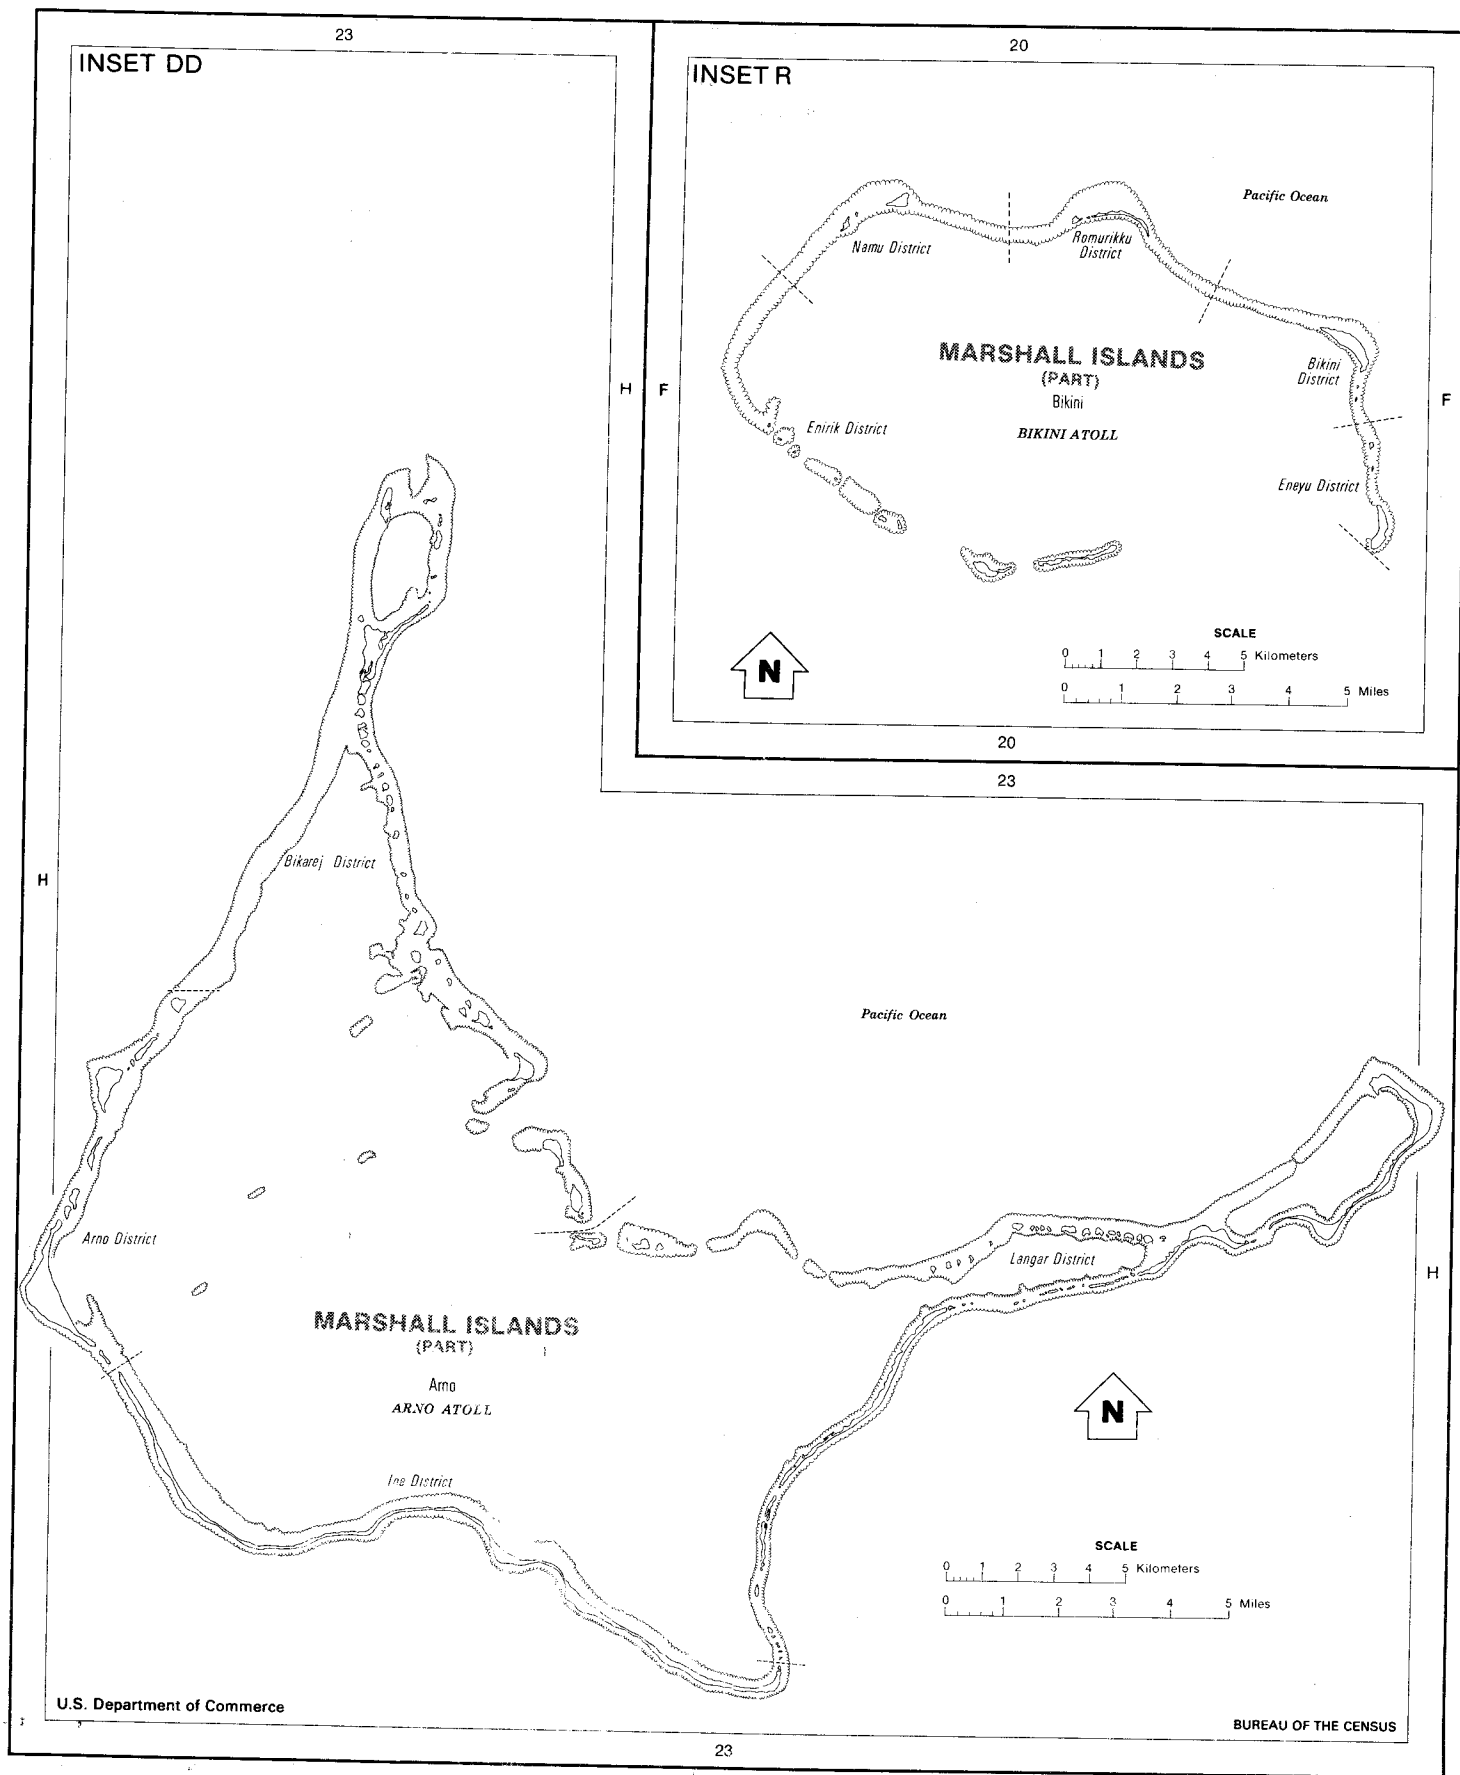 23
INSET DD
H
H
Bikarej District
Arno District
MARSHALL ISLANDS
(PART)
Arno
ARNO ATOLL
Ine District
Langar District
Pacific Ocean
23
H
N
SCALE
0 1 2 3 4 5 Kilometers
0 1 2 3 4 5 Miles
U.S. Department of Commerce
BUREAU OF THE CENSUS
23
20
INSET R
Pacific Ocean
Namu District
Romurikku
District
MARSHALL ISLANDS
(PART)
Bikini
BIKINI ATOLL
Bikini
District
F
F
Enirik District
Eneyu District
N
SCALE
0 1 2 3 4 5 Kilometers
0 1 2 3 4 5 Miles
20